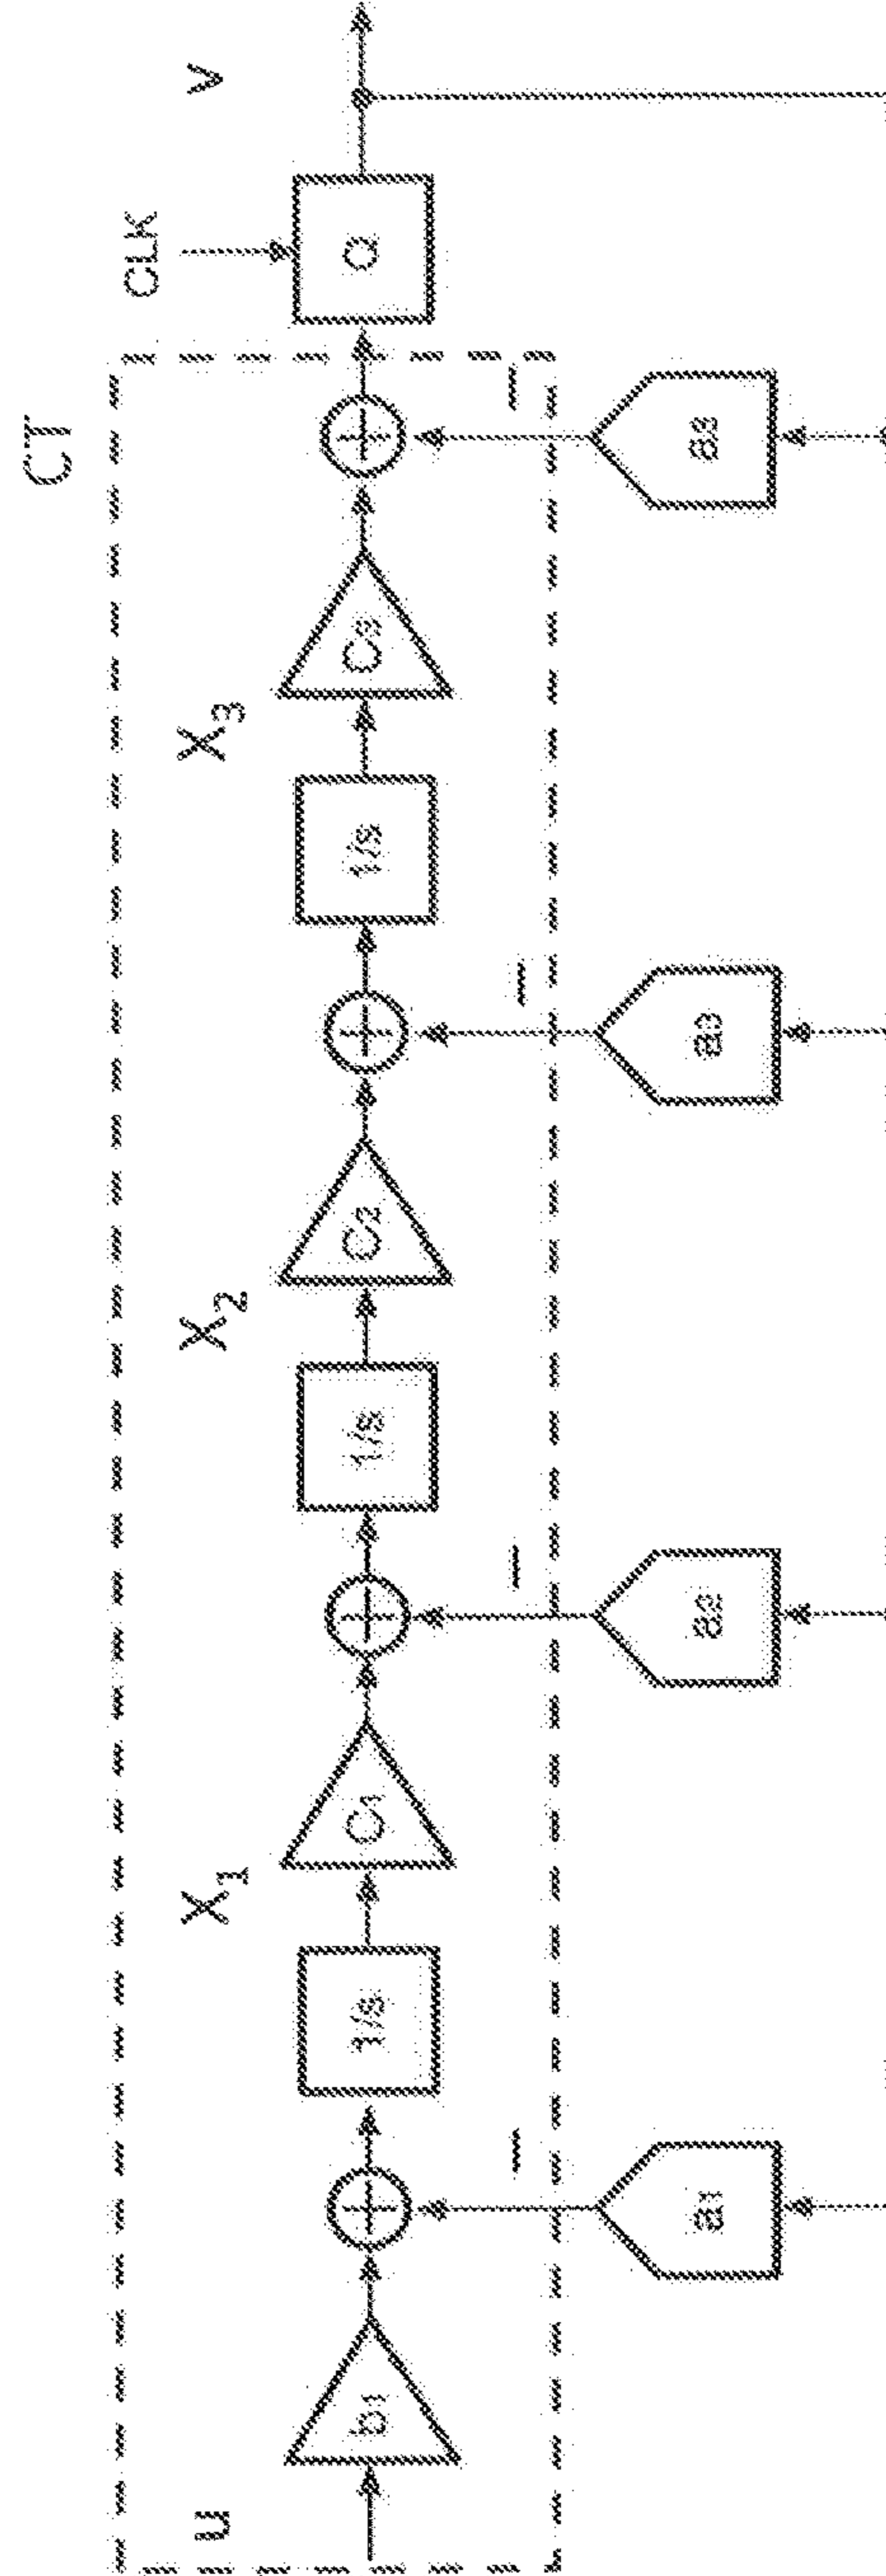 CT
u
X₁
X₂
X₃
CLK
v
b₁
1/s
C₁
1/s
C₂
1/s
C₃
Q
a₁
a₂
a₃